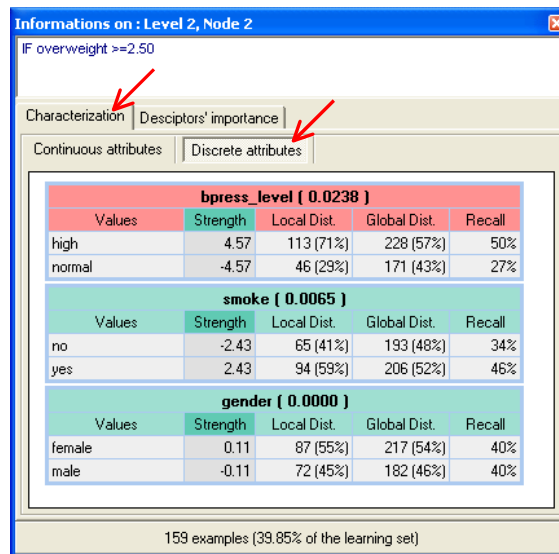 Informations on : Level 2, Node 2
IF overweight >=2.50
Characterization Desciptors' importance
Continuous attributes Discrete attributes
bpress_level ( 0.0238 )
Values Strength Local Dist. Global Dist. Recall
high 4.57 113 (71%) 228 (57%) 50%
normal -4.57 46 (29%) 171 (43%) 27%
smoke ( 0.0065 )
Values Strength Local Dist. Global Dist. Recall
no -2.43 65 (41%) 193 (48%) 34%
yes 2.43 94 (59%) 206 (52%) 46%
gender ( 0.0000 )
Values Strength Local Dist. Global Dist. Recall
female 0.11 87 (55%) 217 (54%) 40%
male -0.11 72 (45%) 182 (46%) 40%
159 examples (39.85% of the learning set)